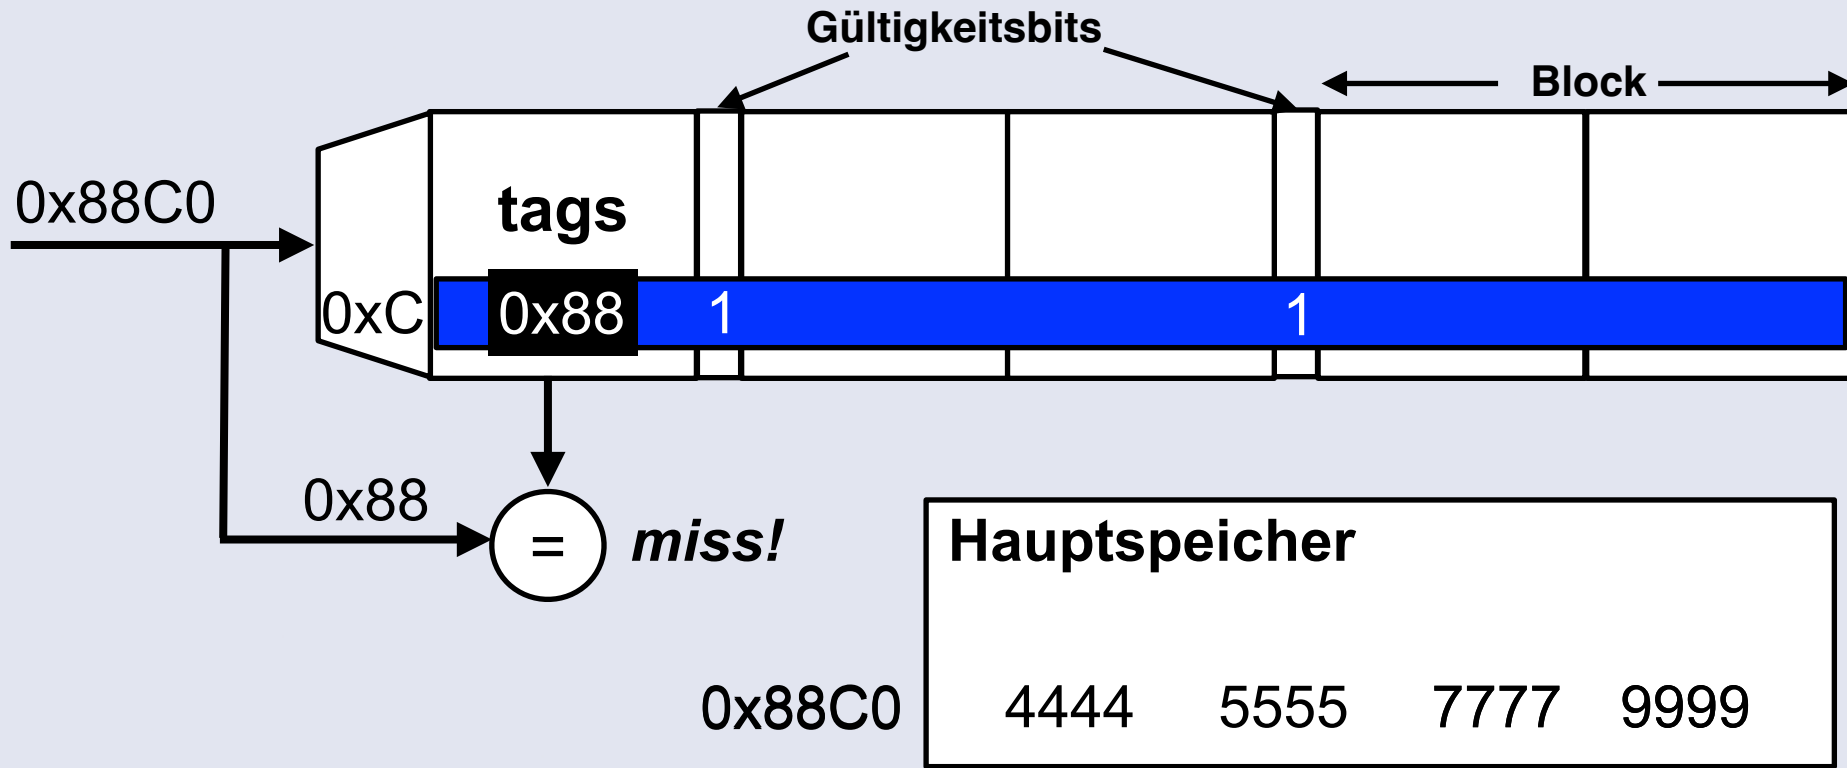 Gültigkeitsbits
Block
0x88C0
tags
0xC 0x88 1 1
0x88
= miss!
Hauptspeicher
0x88C0 4444 5555 7777 9999